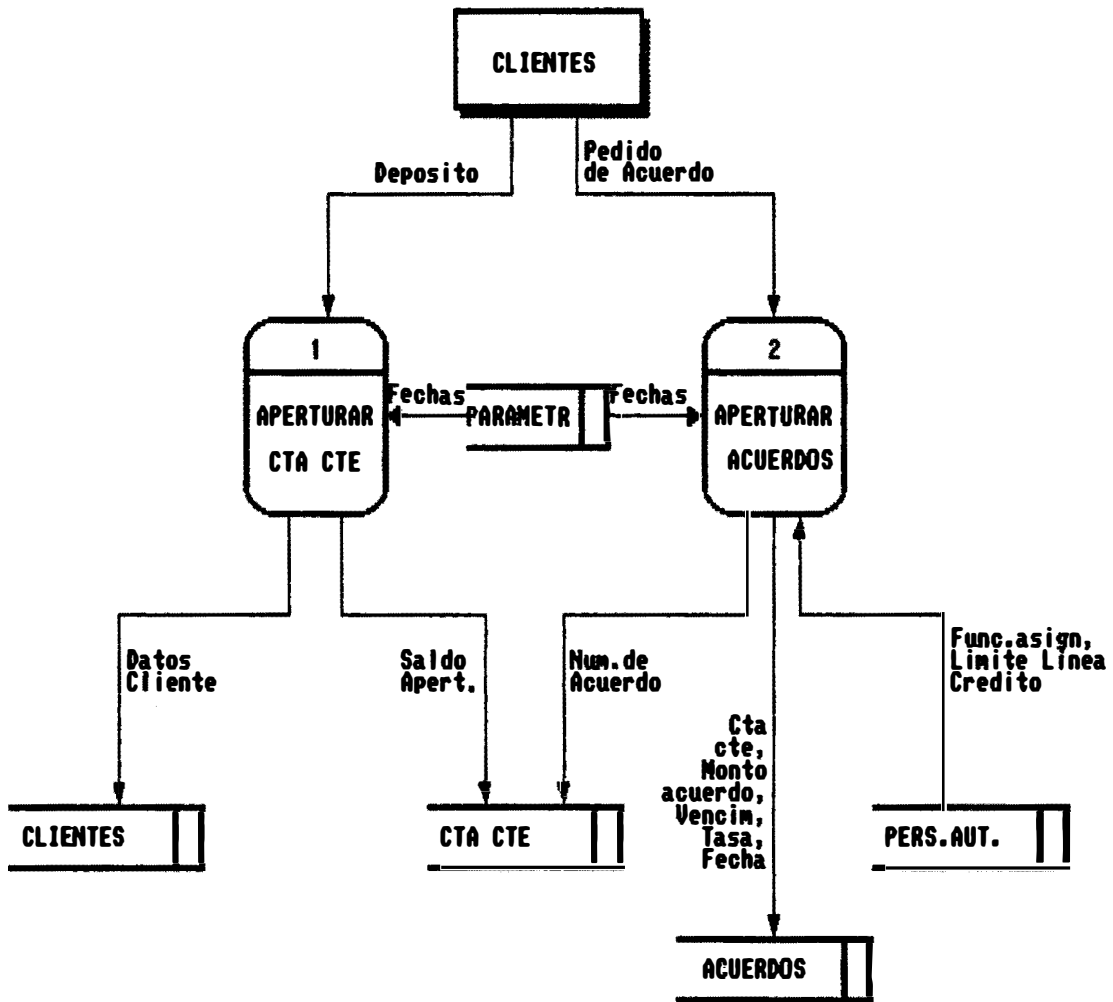 CLIENTES
Deposito
Pedido
de Acuerdo
1
2
Fechas
Fechas
APERTURAR
CTA CTE
PARAMETR
APERTURAR
ACUERDOS
Datos
Cliente
Saldo
Apert.
Num.de
Acuerdo
Func.asign,
Limite Línea
Credito
Cta
cte,
Monto
acuerdo,
Vencim,
Tasa,
Fecha
CLIENTES
CTA CTE
PERS.AUT.
ACUERDOS